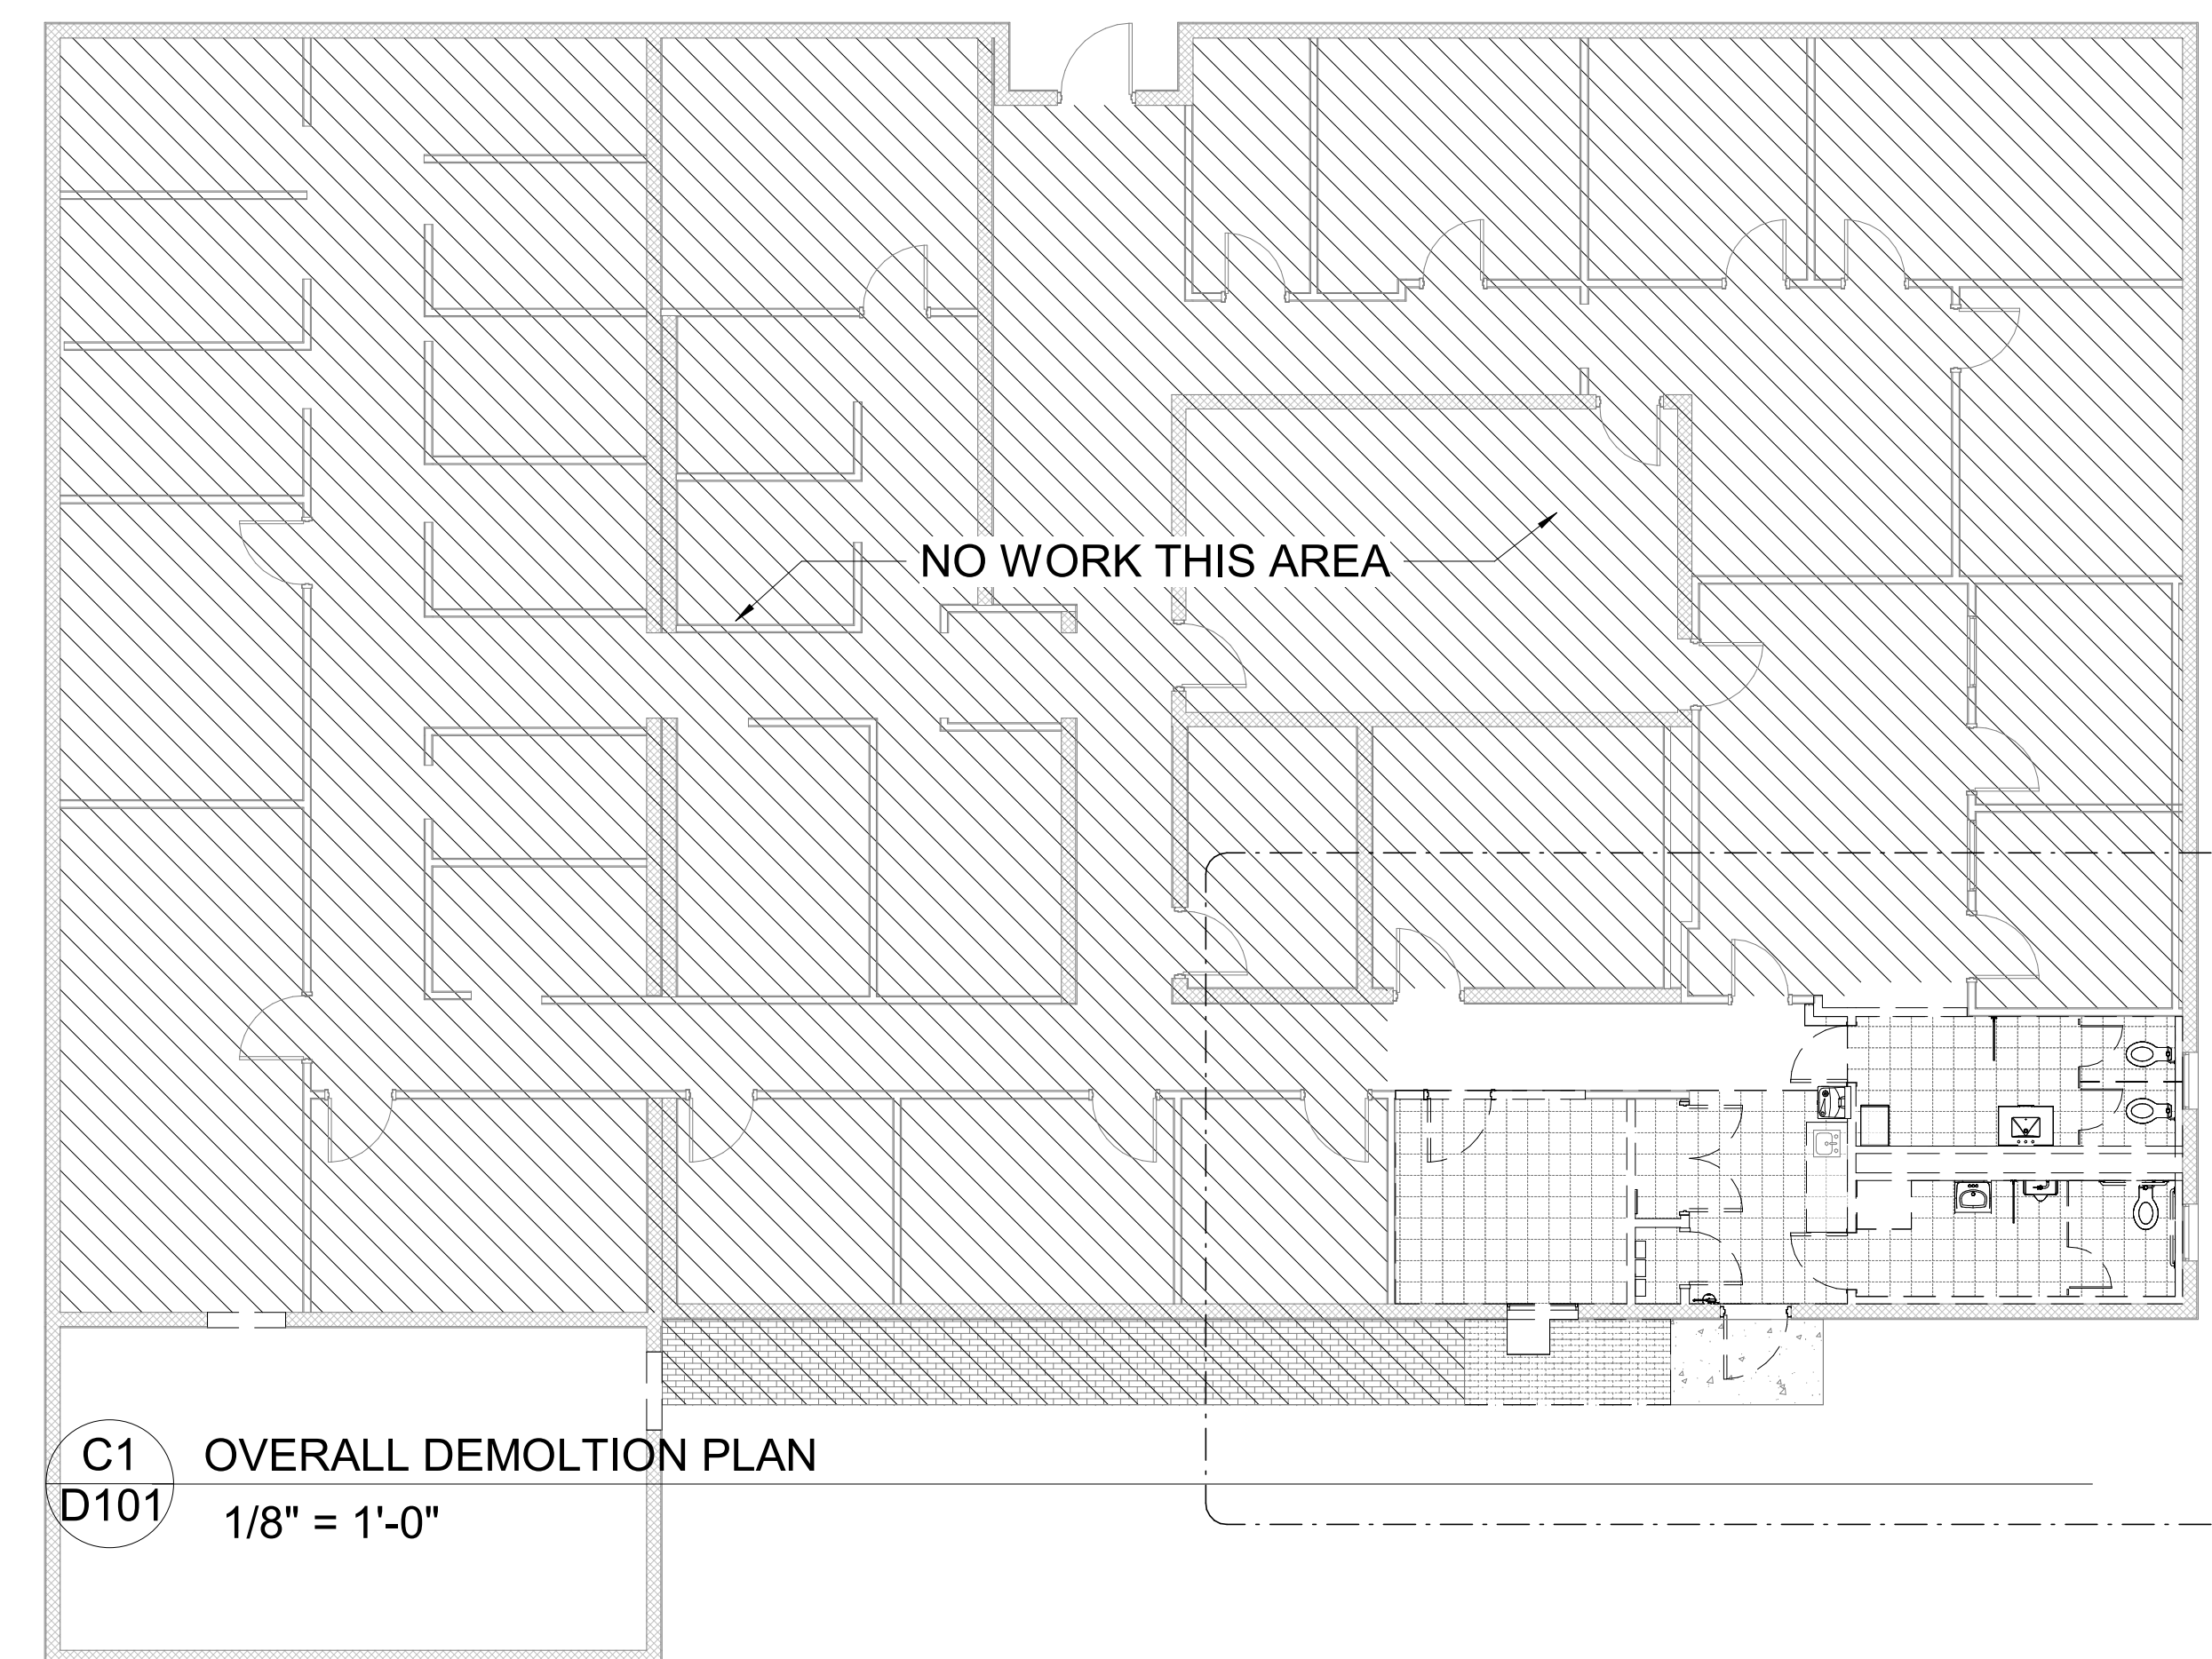 NO WORK THIS AREA
C1
OVERALL DEMOLTION PLAN
D101
1/8" = 1'-0"